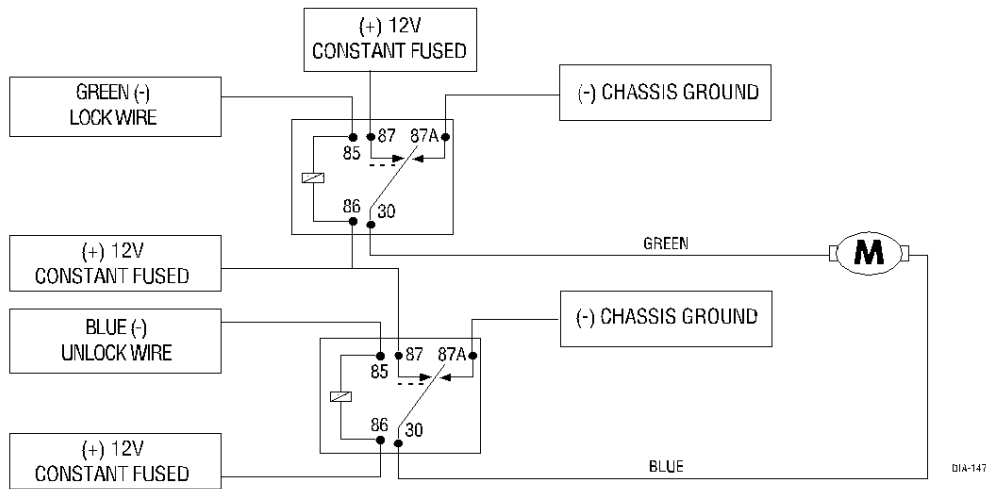 (+) 12V
CONSTANT FUSED
GREEN (-)
LOCK WIRE
(-) CHASSIS GROUND
87
87A
85
86
30
GREEN
M
(+) 12V
CONSTANT FUSED
BLUE (-)
UNLOCK WIRE
(-) CHASSIS GROUND
87
87A
85
86
30
(+) 12V
CONSTANT FUSED
BLUE
DIA-147